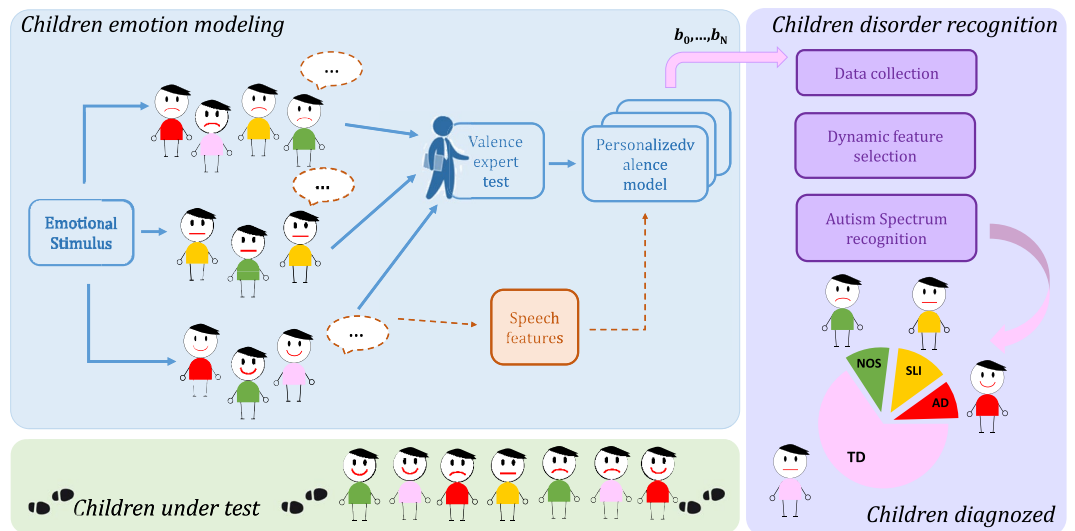 Children emotion modeling
...
...
...
Emotional
Stimulus
Valence
expert
test
Personalizedv
alence
model
Speech
features
b0,...,bN
Children disorder recognition
Data collection
Dynamic feature
selection
Autism Spectrum
recognition
NOS
SLI
AD
TD
Children diagnosed
Children under test